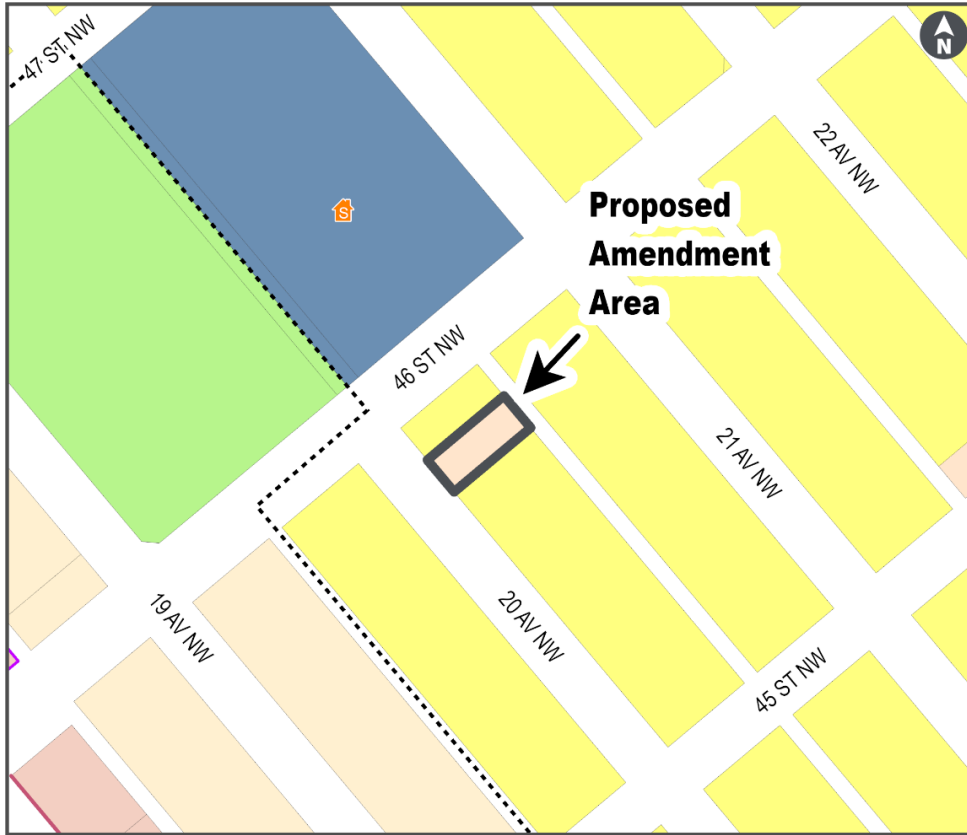 47 ST NW
N
22 AV NW
S
Proposed
Amendment
Area
46 ST NW
21 AV NW
19 AV NW
20 AV NW
45 ST NW